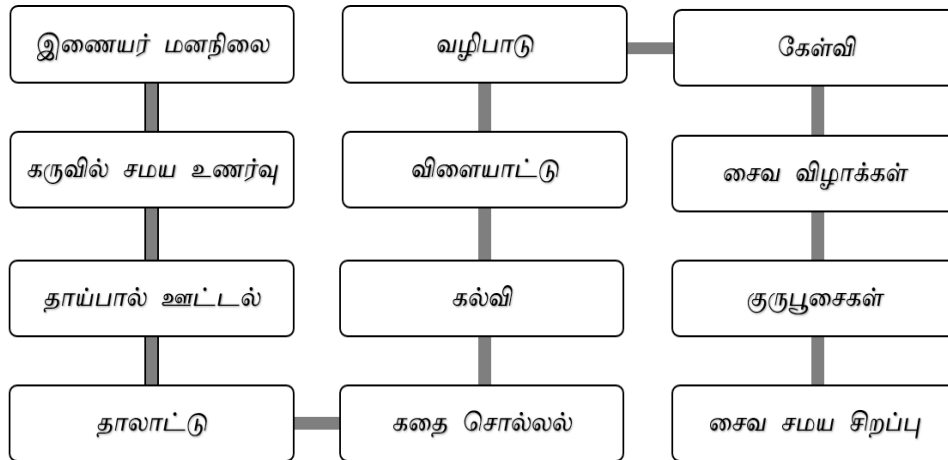 இணையர் மனநிலை
கருவில் சமய உணர்வு
தாய்பால் ஊட்டல்
தாலாட்டு
கதை சொல்லல்
கல்வி
விளையாட்டு
வழிபாடு
கேள்வி
சைவ விழாக்கள்
குருபூசைகள்
சைவ சமய சிறப்பு